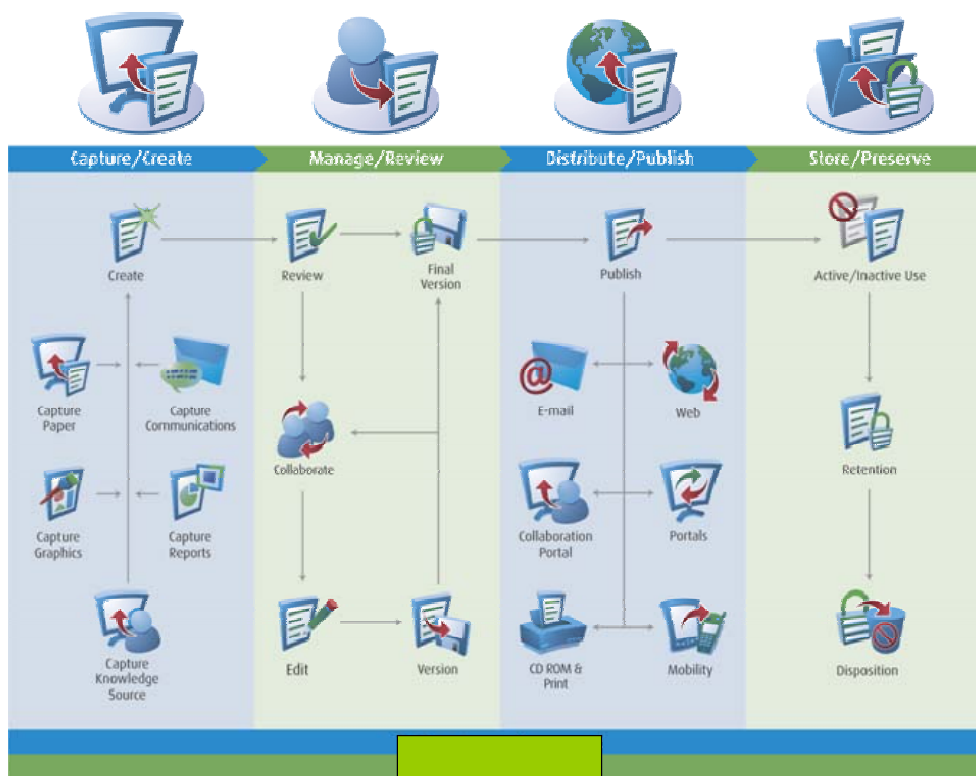 Capture/Create
Manage/Review
Distribute/Publish
Store/Preserve
Create
Review
Final
Version
Publish
Active/Inactive Use
Capture
Paper
Capture
Communications
Collaborate
E-mail
Web
Retention
Capture
Graphics
Capture
Reports
Collaboration
Portal
Portals
Capture
Knowledge
Source
Edit
Version
CD ROM &
Print
Mobility
Disposition